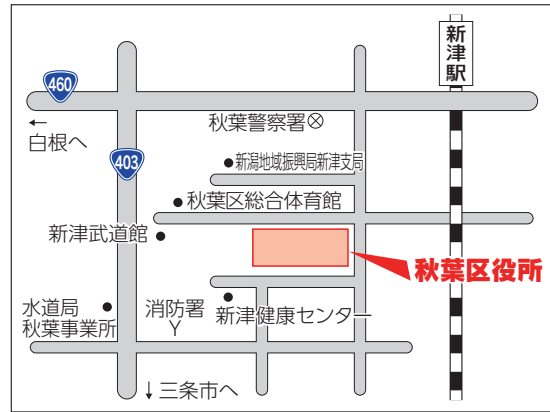 新津駅
460
←
白根へ
秋葉警察署
403
新潟地域振興局新津支局
秋葉区総合体育館
新津武道館
秋葉区役所
水道局
秋葉事業所
消防署
Y
新津健康センター
↓三条市へ